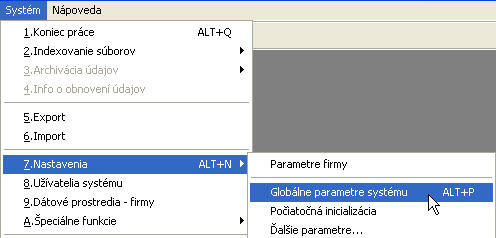 Systém Nápoveda
1.Koniec práce ALT+Q
2.Indexovanie súborov
3.Archivácia údajov
4.Info o obnovení údajov
5.Export
6.Import
7.Nastavenia ALT+N
8.Užívatelia systému
9.Dátové prostredia - firmy
A.Špeciálne funkcie
Parametre firmy
Globálne parametre systému ALT+P
Počiatočná inicializácia
Ďalšie parametre...